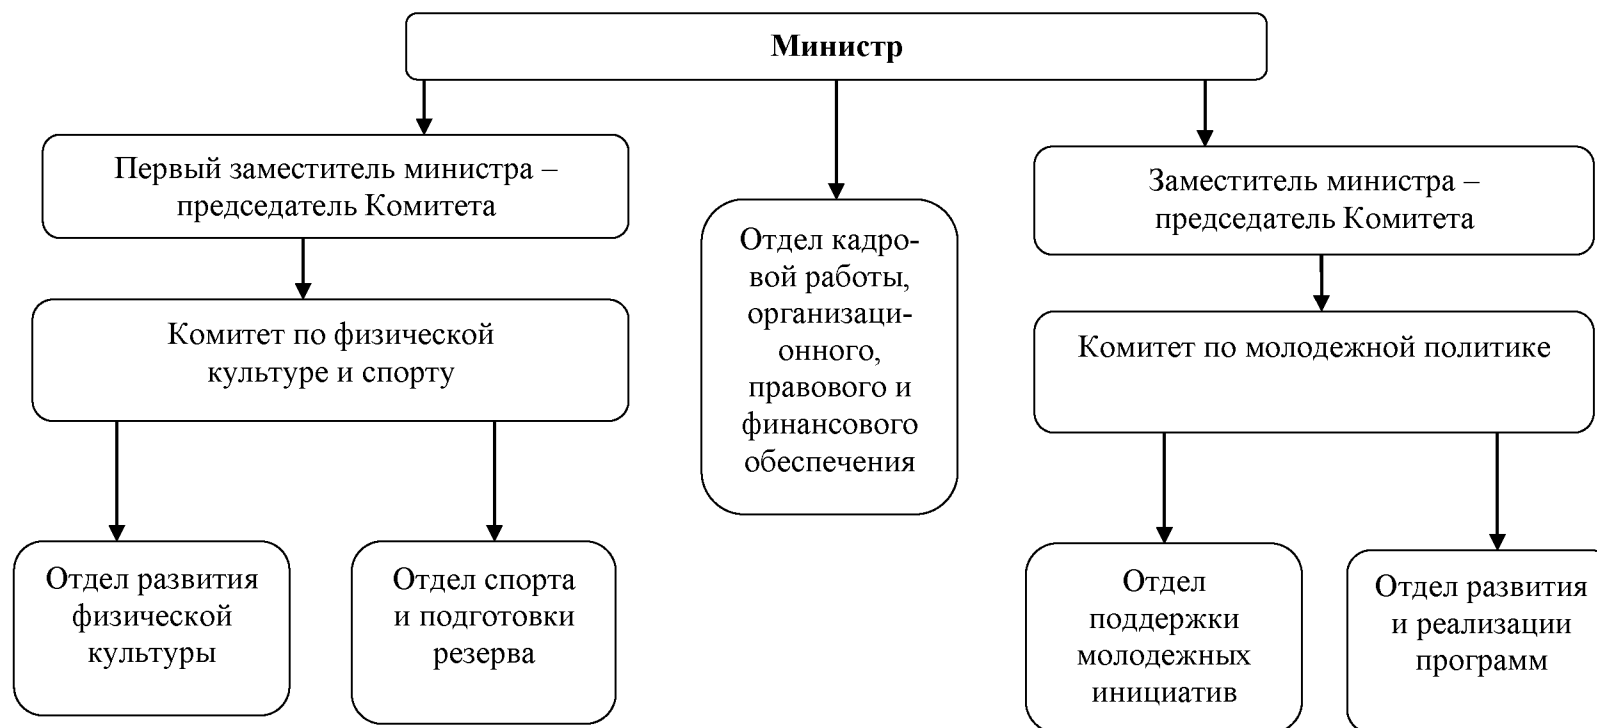 Министр
Первый заместитель министра –
председатель Комитета
Отдел кадро-
вой работы,
организаци-
онного,
правового и
финансового
обеспечения
Заместитель министра –
председатель Комитета
Комитет по физической
культуре и спорту
Комитет по молодежной политике
Отдел развития
физической
культуры
Отдел спорта
и подготовки
резерва
Отдел
поддержки
молодежных
инициатив
Отдел развития
и реализации
программ